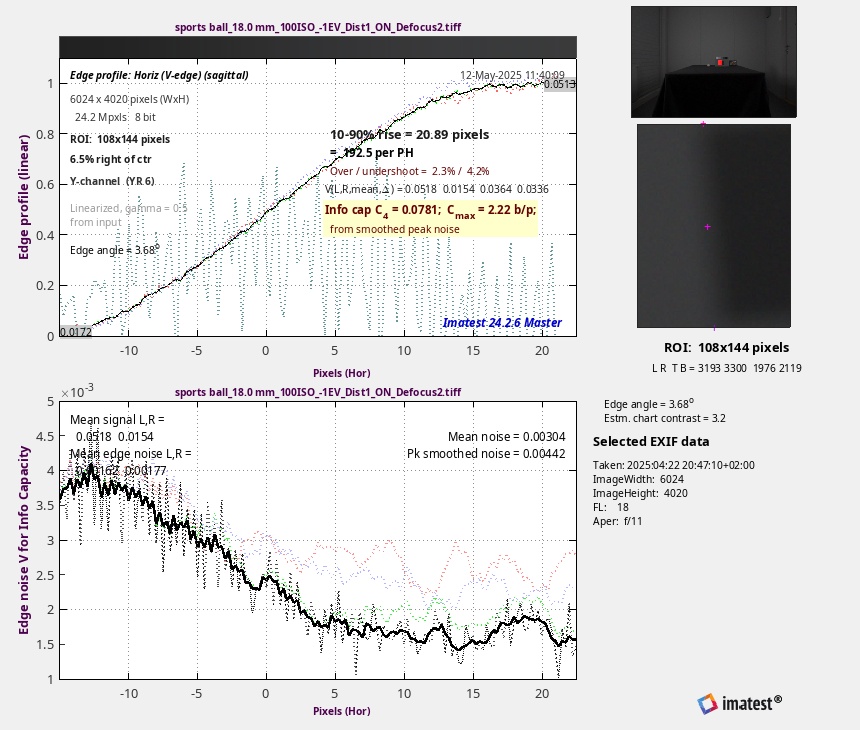 sports ball_18.0 mm_100ISO_-1EV_Dist1_ON_Defocus2.tiff
Edge profile: Horiz (V-edge) (sagittal)
12-May-2025 11:40:09
0.0513
6024 x 4020 pixels (WxH)
24.2 Mpxls 8 bit
ROI: 108x144 pixels
6.5% right of ctr
Y-channel (YR 6)
Linearized, gamma = 0.5
from input
Edge angle = 3.68°
10-90% rise = 20.89 pixels
= 192.5 per PH
Over / undershoot = 2.3% / 4.2%
V(L,R,mean,△) = 0.0518 0.0154 0.0364 0.0336
Info cap C4 = 0.0781; Cmax = 2.22 b/p;
from smoothed peak noise
Imatest 24.2.6 Master
0.0172
Edge profile (linear)
1
0.8
0.6
0.4
0.2
0
-10 -5 0 5 10 15 20
Pixels (Hor)
sports ball_18.0 mm_100ISO_-1EV_Dist1_ON_Defocus2.tiff
×10-3
Edge noise V for Info Capacity
5
4.5
4
3.5
3
2.5
2
1.5
1
Mean signal L,R =
0.0518 0.0154
Mean edge noise L,R =
0.00177
Mean noise = 0.00304
Pk smoothed noise = 0.00442
-10 -5 0 5 10 15 20
Pixels (Hor)
ROI: 108x144 pixels
L R T B = 3193 3300 1976 2119
Edge angle = 3.68°
Estm. chart contrast = 3.2
Selected EXIF data
Taken: 2025:04:22 20:47:10+02:00
ImageWidth: 6024
ImageHeight: 4020
FL: 18
Aper: f/11
imatest®